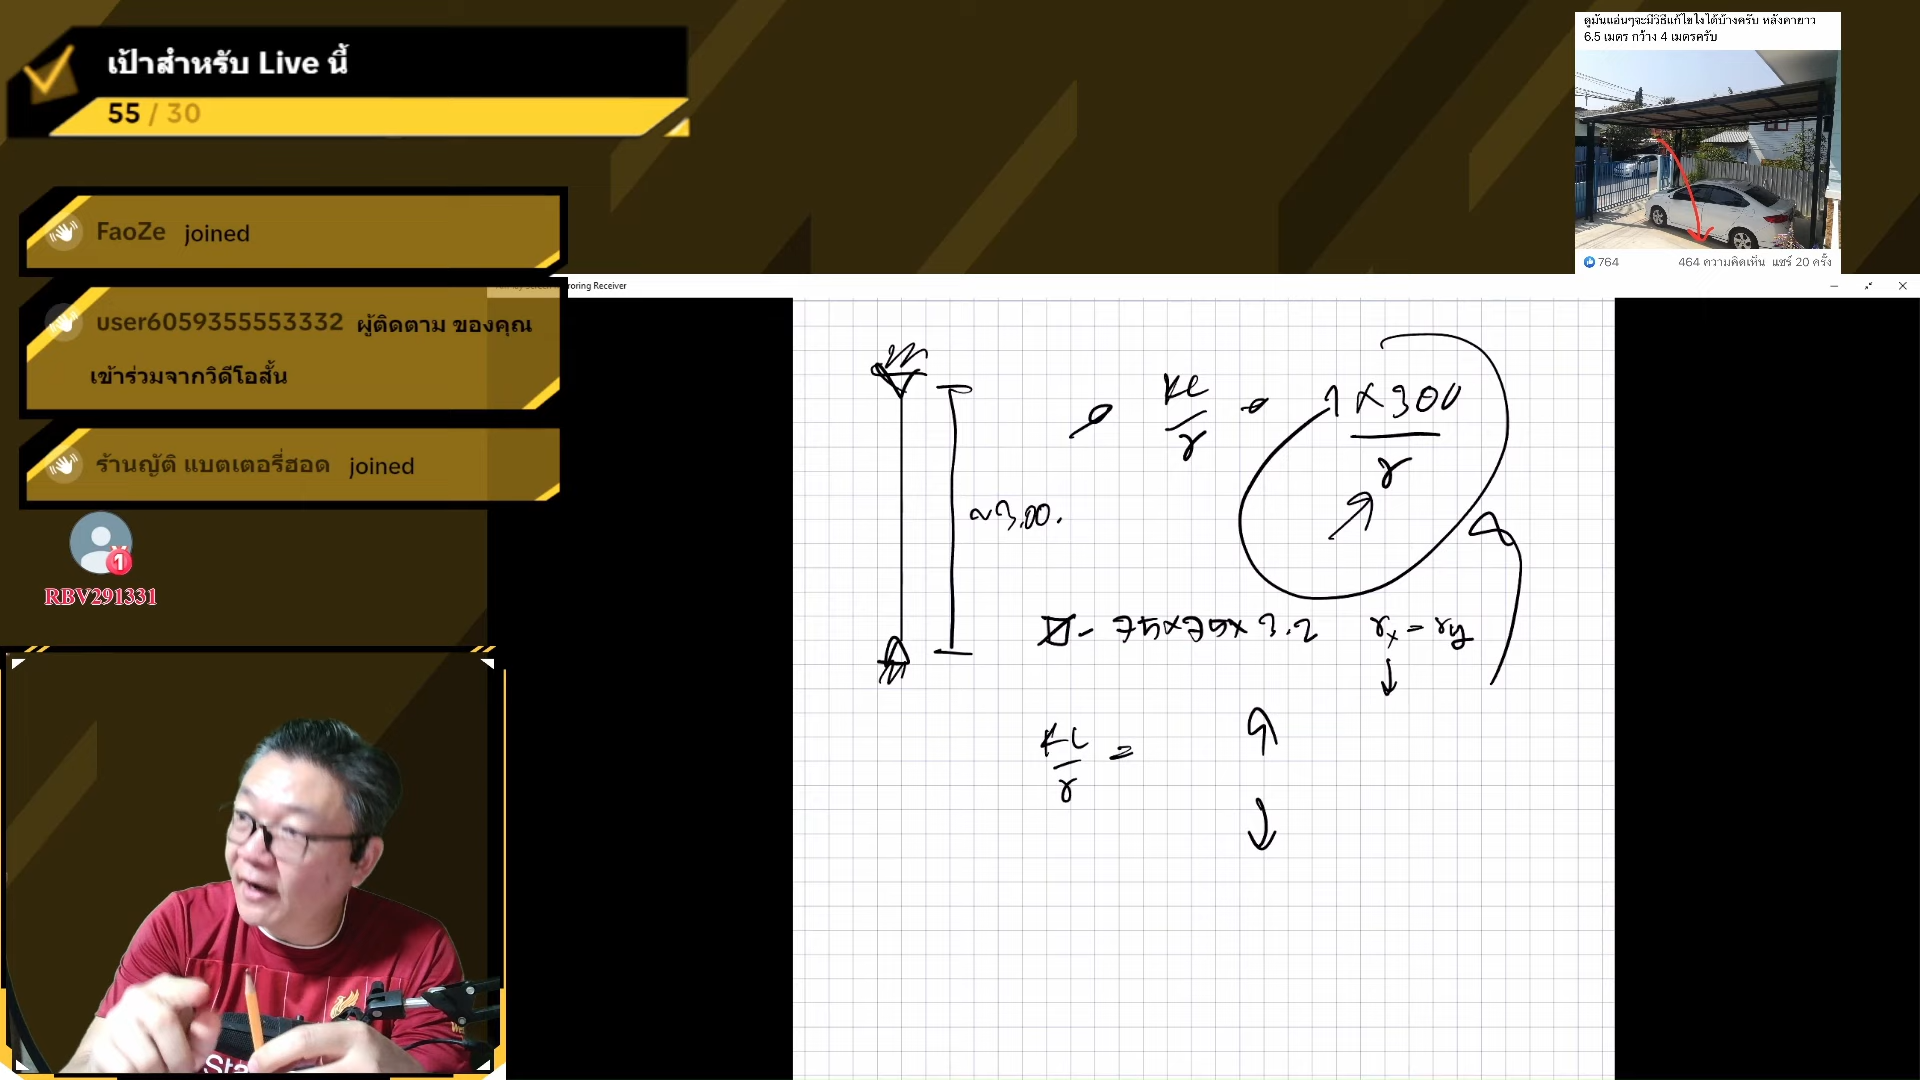 ดูมันแอ่นๆจะมีวิธีแก้ไขไงได้บ้างครับ หลังคายาว
6.5 เมตร กว้าง 4 เมตรครับ
เป้าสำหรับ Live นี้
55 / 30
FaoZe joined
user6059355553332 ผู้ติดตาม ของคุณ
เข้าร่วมจากวิดีโอสั้น
ร้านญัติ แบตเตอรี่ฮอด joined
RBV291331
1
764
464 ความคิดเห็น แชร์ 20 ครั้ง
roring Receiver
KL
r
1 x 300
r
~3.00.
75x75x3.2
rx = ry
KL
r
=